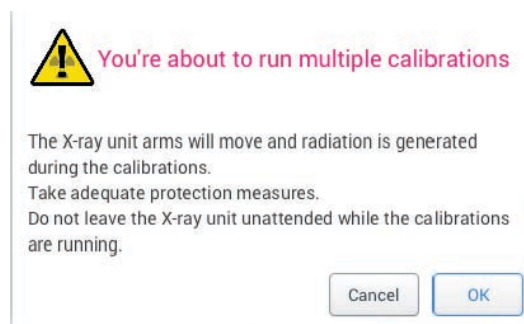 You're about to run multiple calibrations
The X-ray unit arms will move and radiation is generated
during the calibrations.
Take adequate protection measures.
Do not leave the X-ray unit unattended while the calibrations
are running.
Cancel OK